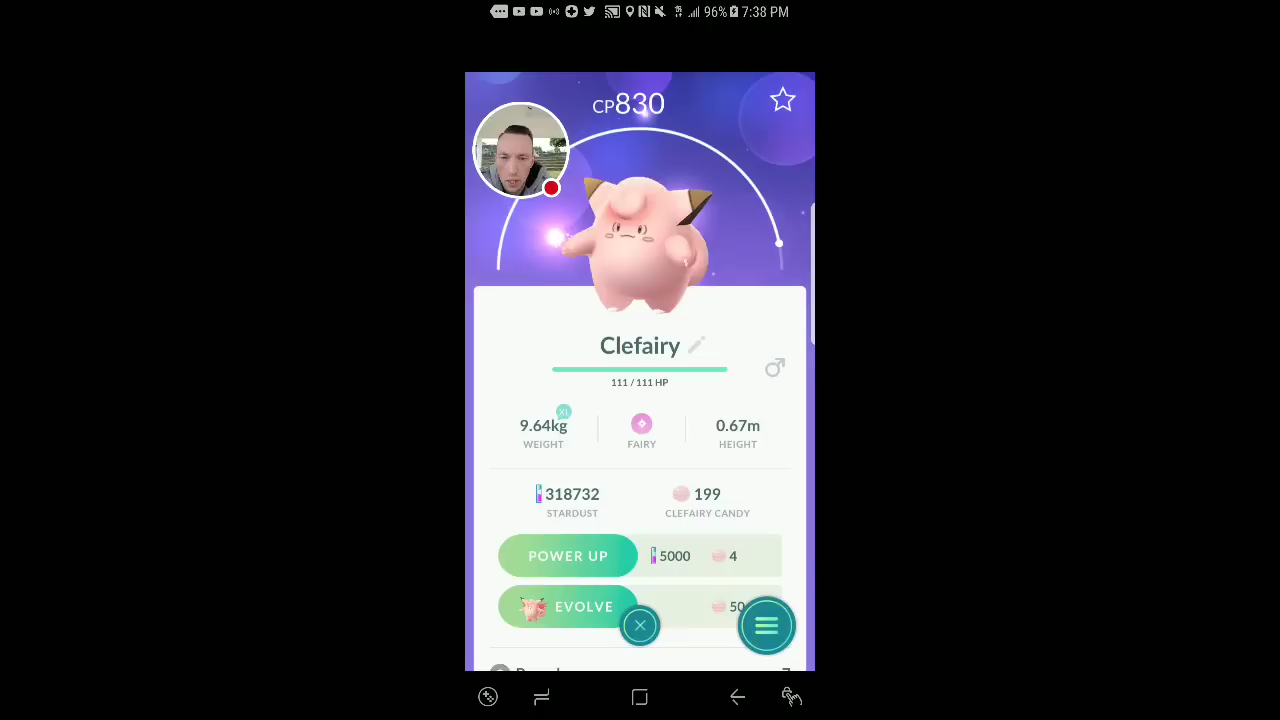 96% 7:38 PM
CP830
Clefairy
111 / 111 HP
XL
9.64kg
WEIGHT
FAIRY
0.67m
HEIGHT
318732
STARDUST
199
CLEFAIRY CANDY
POWER UP 5000 4
EVOLVE 50